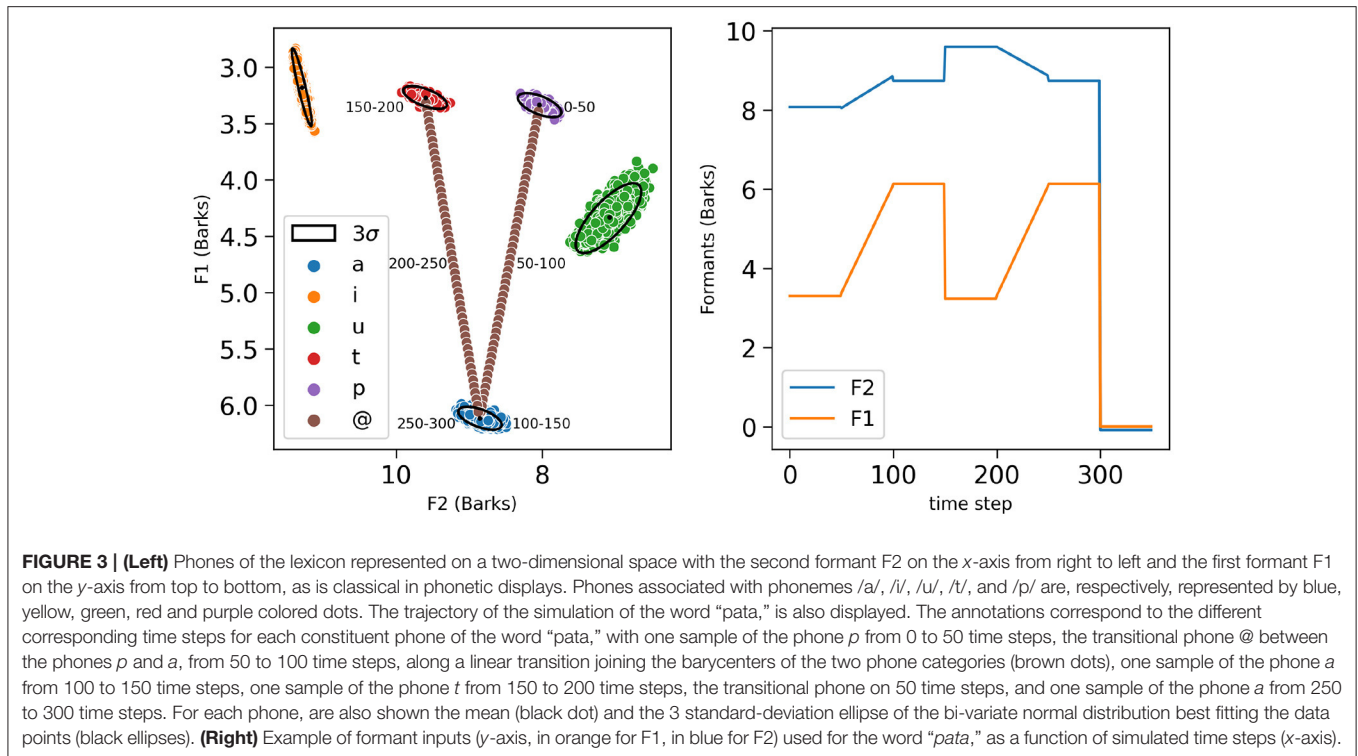 3.0
3.5
4.0
4.5
5.0
5.5
6.0
F1 (Barks)
150-200
0-50
200-250
50-100
250-300
100-150
3σ
a
i
u
t
p
@
10
8
F2 (Barks)
10
8
6
4
2
0
Formants (Barks)
F2
F1
0
100
200
300
time step
FIGURE 3 | (Left) Phones of the lexicon represented on a two-dimensional space with the second formant F2 on the x-axis from right to left and the first formant F1
on the y-axis from top to bottom, as is classical in phonetic displays. Phones associated with phonemes /a/, /i/, /u/, /t/, and /p/ are, respectively, represented by blue,
yellow, green, red and purple colored dots. The trajectory of the simulation of the word “pata,” is also displayed. The annotations correspond to the different
corresponding time steps for each constituent phone of the word “pata,” with one sample of the phone p from 0 to 50 time steps, the transitional phone @ between
the phones p and a, from 50 to 100 time steps, along a linear transition joining the barycenters of the two phone categories (brown dots), one sample of the phone a
from 100 to 150 time steps, one sample of the phone t from 150 to 200 time steps, the transitional phone on 50 time steps, and one sample of the phone a from 250
to 300 time steps. For each phone, are also shown the mean (black dot) and the 3 standard-deviation ellipse of the bi-variate normal distribution best fitting the data
points (black ellipses). (Right) Example of formant inputs (y-axis, in orange for F1, in blue for F2) used for the word “pata,” as a function of simulated time steps (x-axis).